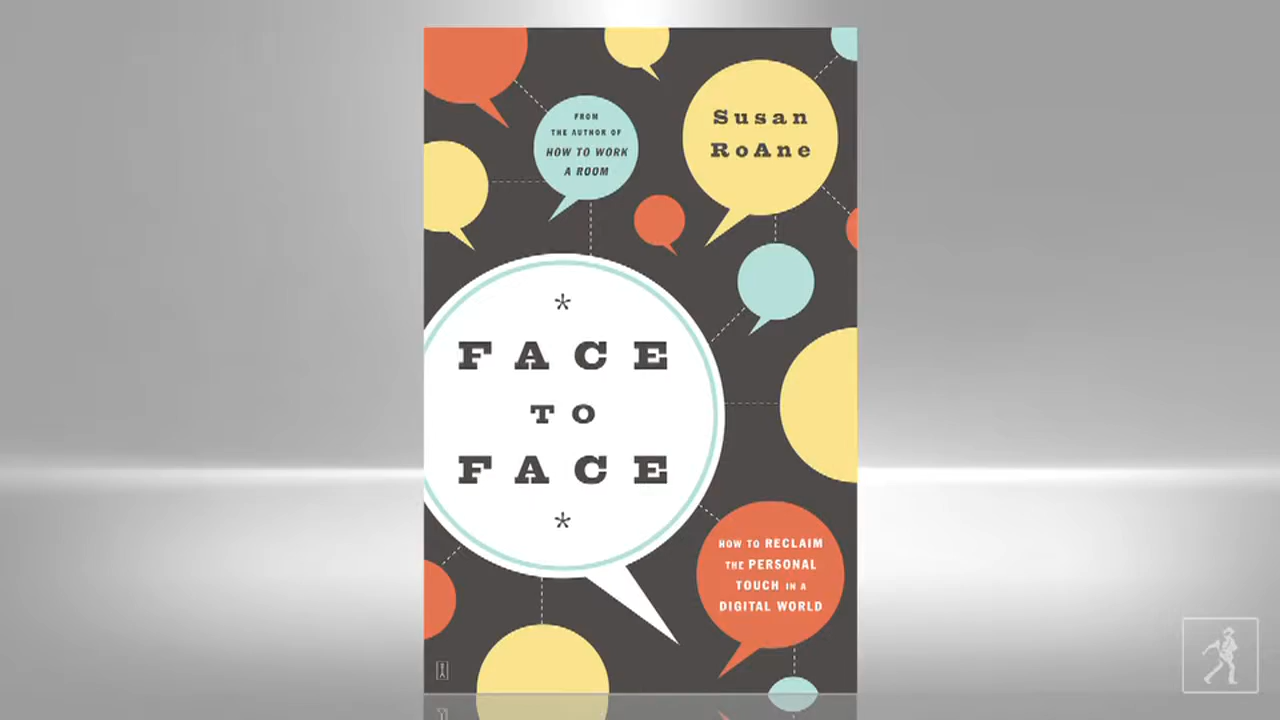 FROM
THE AUTHOR OF
HOW TO WORK
A ROOM
Susan
RoAne
*
FACE
TO
FACE
*
HOW TO RECLAIM
THE PERSONAL
TOUCH IN A
DIGITAL WORLD